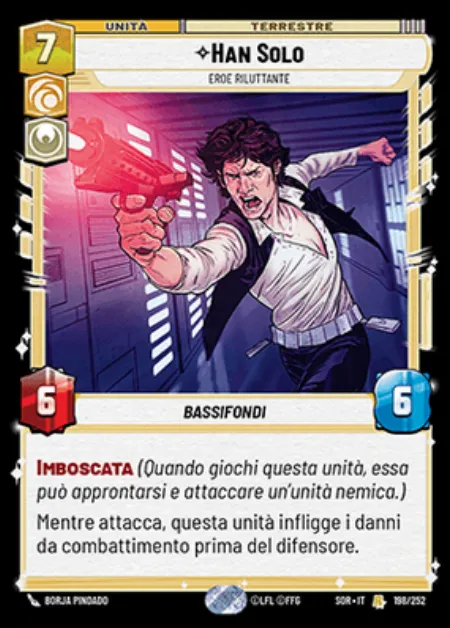 7
UNITÀ
TERRESTRE
HAN SOLO
EROE RILUTTANTE
6
BASSIFONDI
6
IMBOSCATA (Quando giochi questa unità, essa
può approntarsi e attaccare un'unità nemica.)
Mentre attacca, questa unità infligge i danni
da combattimento prima del difensore.
BORJA PINDADO
©LFL ©FFG
SOR • IT
R
198/252